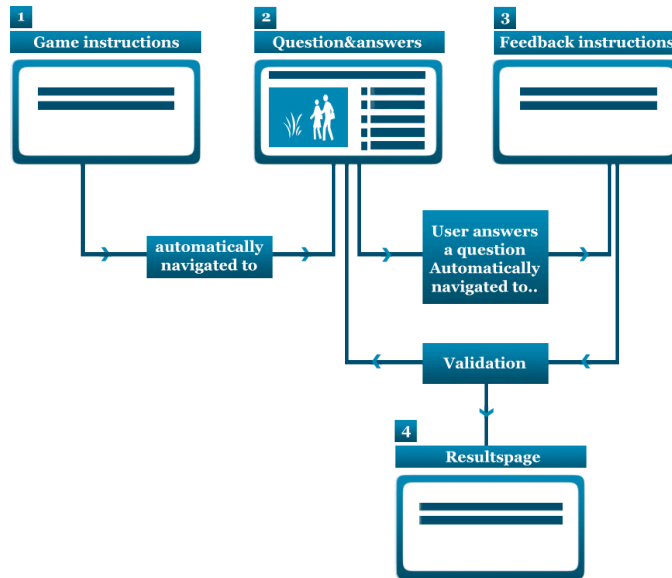 1
Game instructions
2
Question&answers
3
Feedback instructions
automatically
navigated to
User answers
a question
Automatically
navigated to..
Validation
4
Resultspage